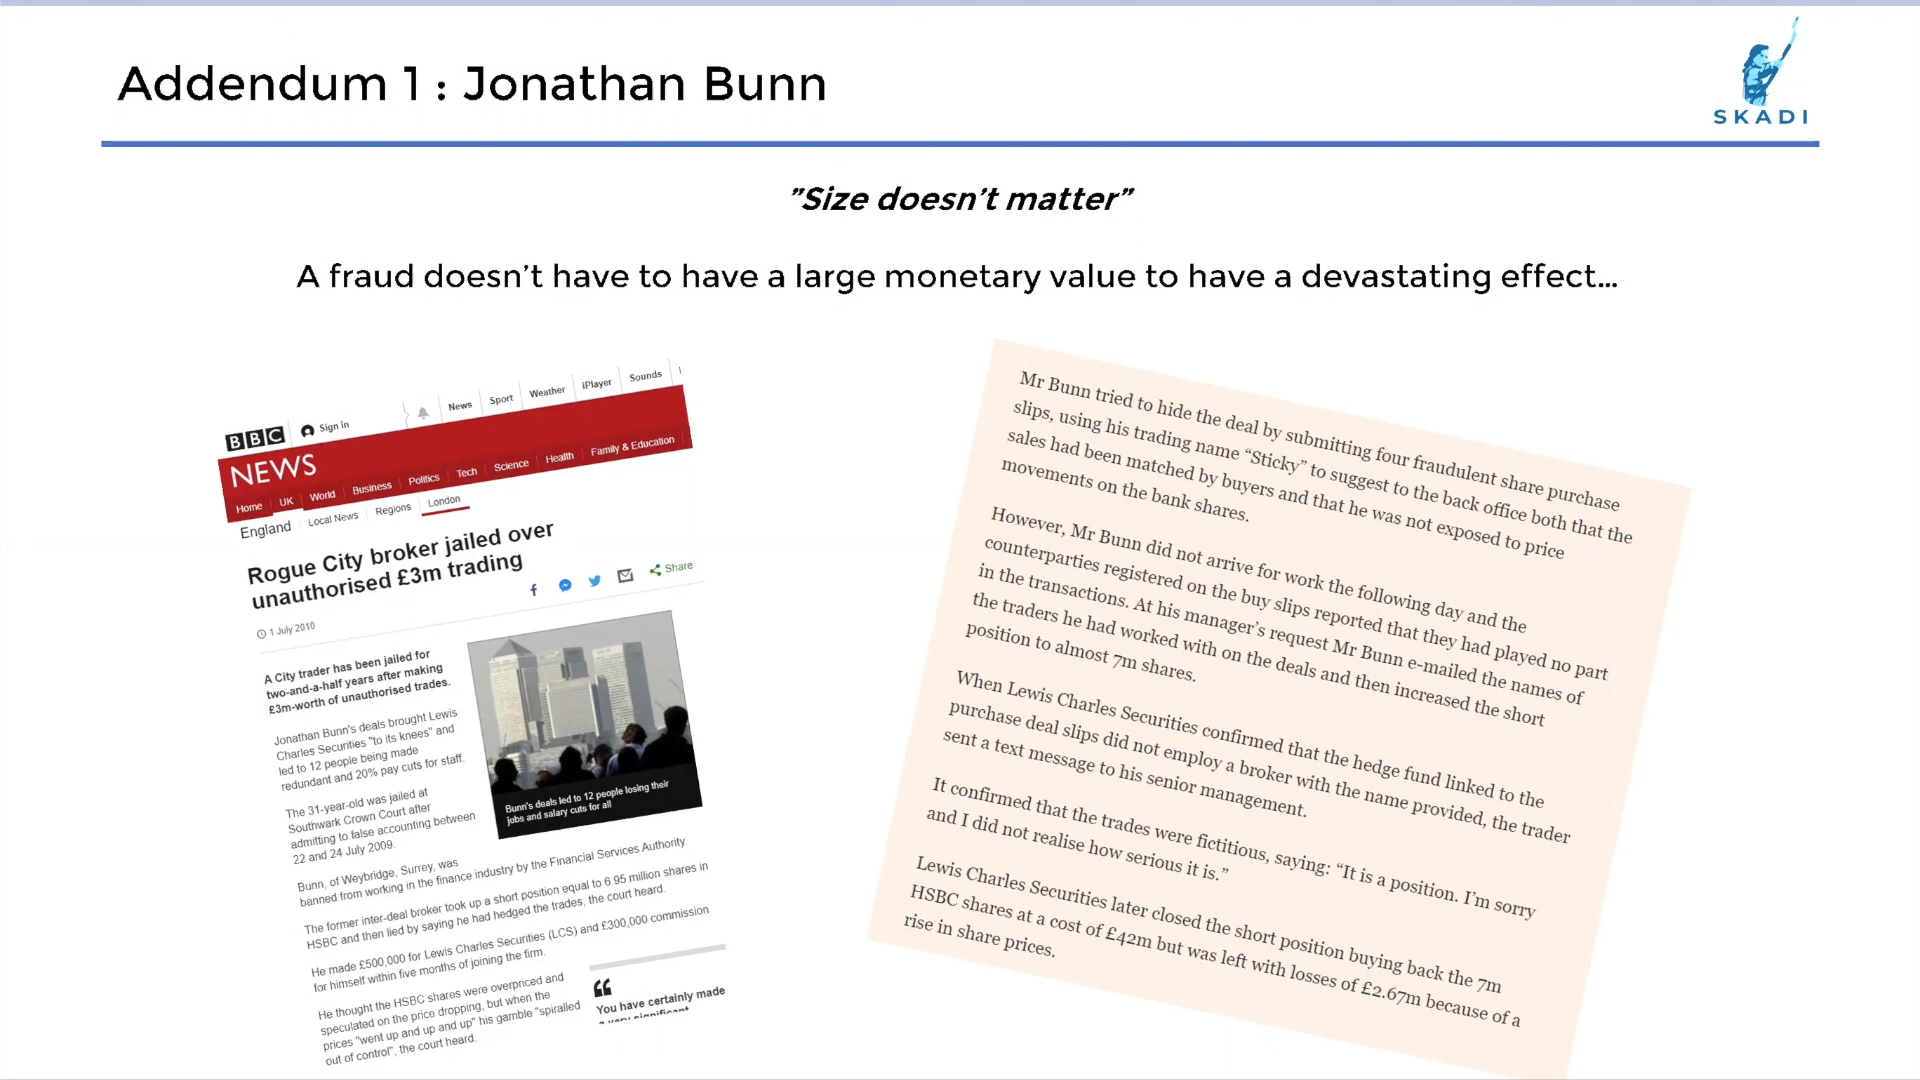 Addendum 1 : Jonathan Bunn
SKADI
”Size doesn’t matter”
A fraud doesn’t have to have a large monetary value to have a devastating effect…
BBC
Sign in
News
Sport
Weather
iPlayer
Sounds
NEWS
Home
UK
World
Business
Politics
Tech
Science
Health
Family & Education
England
Local News
Regions
London
Rogue City broker jailed over
unauthorised £3m trading
Share
1 July 2010
A City trader has been jailed for
two-and-a-half years after making
£3m-worth of unauthorised trades.
Jonathan Bunn's deals brought Lewis
Charles Securities "to its knees" and
led to 12 people being made
redundant and 20% pay cuts for staff.
The 31-year-old was jailed at
Southwark Crown Court after
admitting to false accounting between
22 and 24 July 2009.
Bunn's deals led to 12 people losing their
jobs and salary cuts for all
Bunn, of Weybridge, Surrey, was
banned from working in the finance industry by the Financial Services Authority.
The former inter-deal broker took up a short position equal to 6.95 million shares in
HSBC and then lied by saying he had hedged the trades, the court heard.
He made £500,000 for Lewis Charles Securities (LCS) and £300,000 commission
for himself within five months of joining the firm.
He thought the HSBC shares were overpriced and
speculated on the price dropping, but when the
prices "went up and up and up" his gamble "spiralled
out of control", the court heard.
“
You have certainly made
a very significant
Mr Bunn tried to hide the deal by submitting four fraudulent share purchase
slips, using his trading name “Sticky” to suggest to the back office both that the
sales had been matched by buyers and that he was not exposed to price
movements on the bank shares.
However, Mr Bunn did not arrive for work the following day and the
counterparties registered on the buy slips reported that they had played no part
in the transactions. At his manager’s request Mr Bunn e-mailed the names of
the traders he had worked with on the deals and then increased the short
position to almost 7m shares.
When Lewis Charles Securities confirmed that the hedge fund linked to the
purchase deal slips did not employ a broker with the name provided, the trader
sent a text message to his senior management.
It confirmed that the trades were fictitious, saying: “It is a position. I’m sorry
and I did not realise how serious it is.”
Lewis Charles Securities later closed the short position buying back the 7m
HSBC shares at a cost of £42m but was left with losses of £2.67m because of a
rise in share prices.